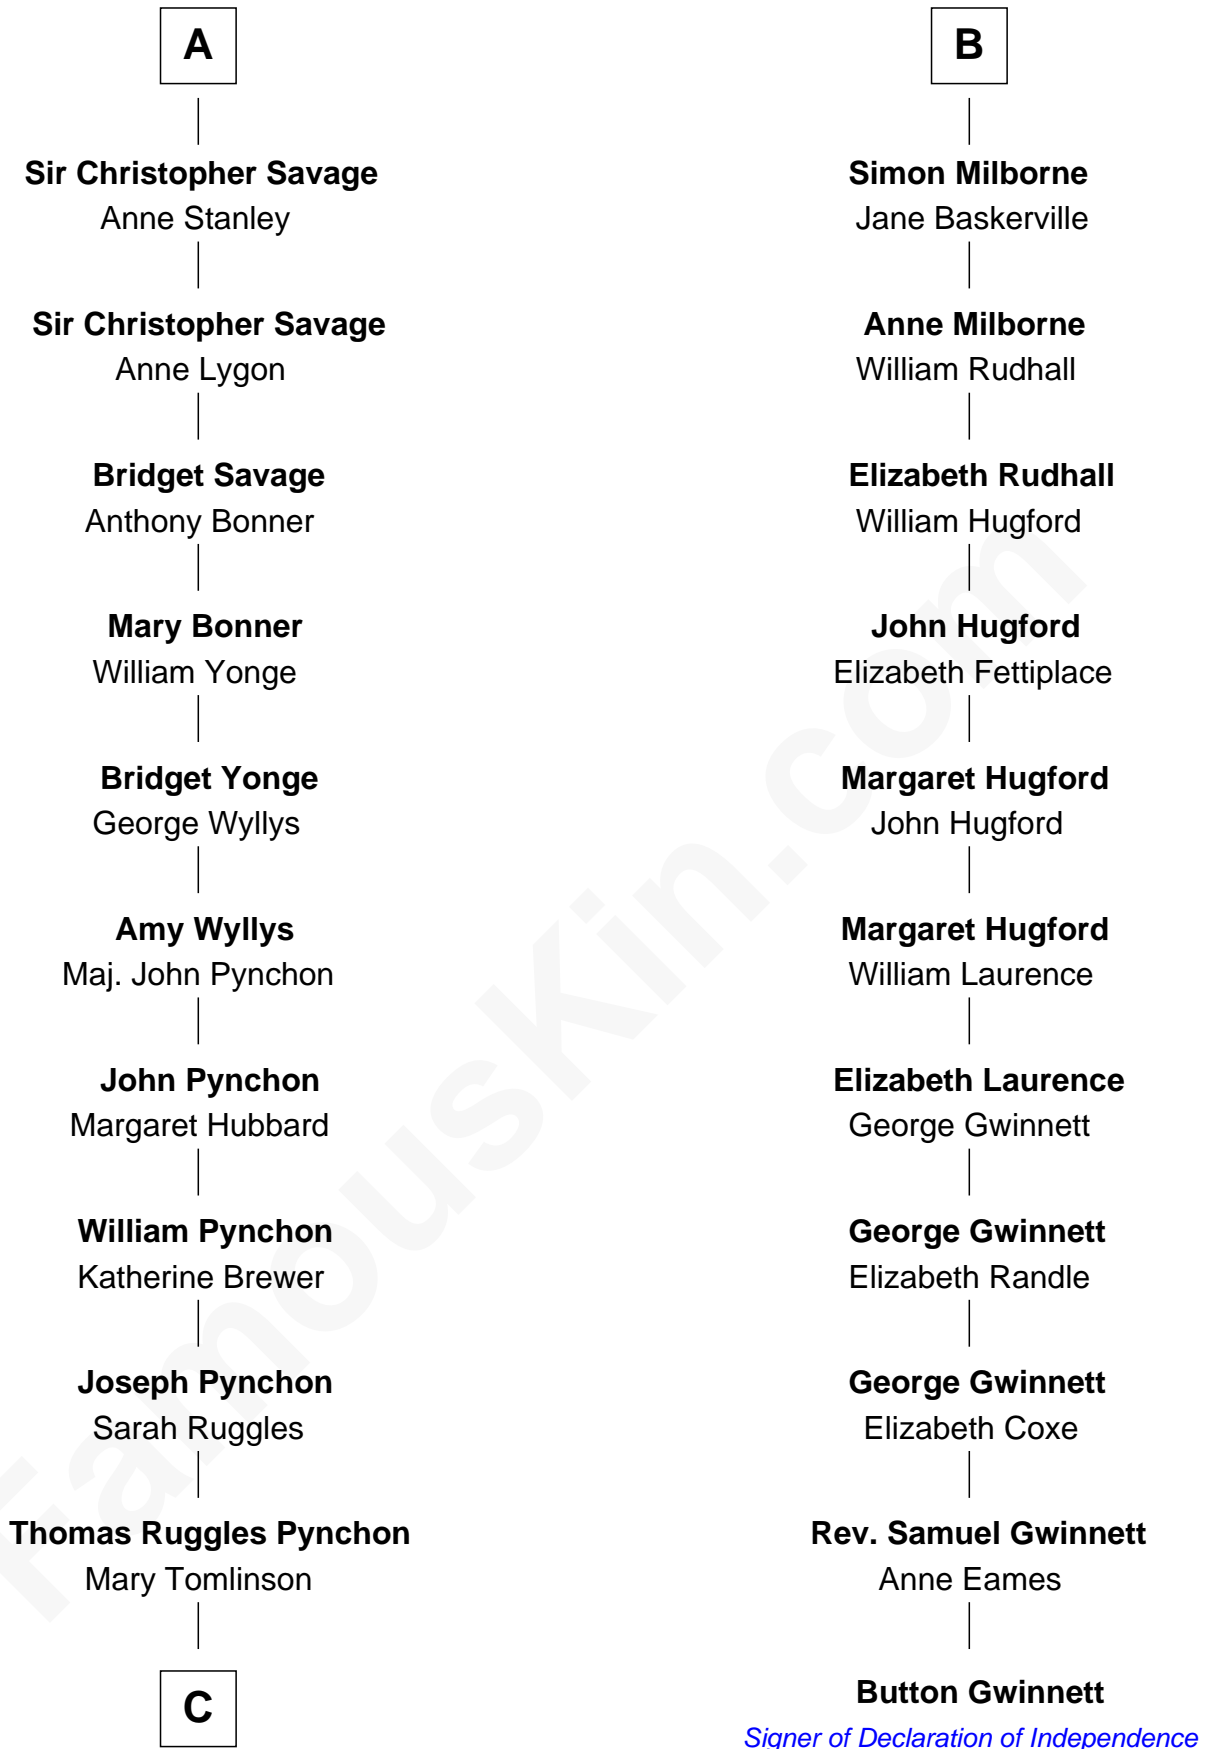 A
Sir Christopher Savage
Anne Stanley
Sir Christopher Savage
Anne Lygon
Bridget Savage
Anthony Bonner
Mary Bonner
William Yonge
Bridget Yonge
George Wyllys
Amy Wyllys
Maj. John Pynchon
John Pynchon
Margaret Hubbard
William Pynchon
Katherine Brewer
Joseph Pynchon
Sarah Ruggles
Thomas Ruggles Pynchon
Mary Tomlinson
C
B
Simon Milborne
Jane Baskerville
Anne Milborne
William Rudhall
Elizabeth Rudhall
William Hugford
John Hugford
Elizabeth Fettiplace
Margaret Hugford
John Hugford
Margaret Hugford
William Laurence
Elizabeth Laurence
George Gwinnett
George Gwinnett
Elizabeth Randle
George Gwinnett
Elizabeth Coxe
Rev. Samuel Gwinnett
Anne Eames
Button Gwinnett
Signer of Declaration of Independence
FamousKin.com